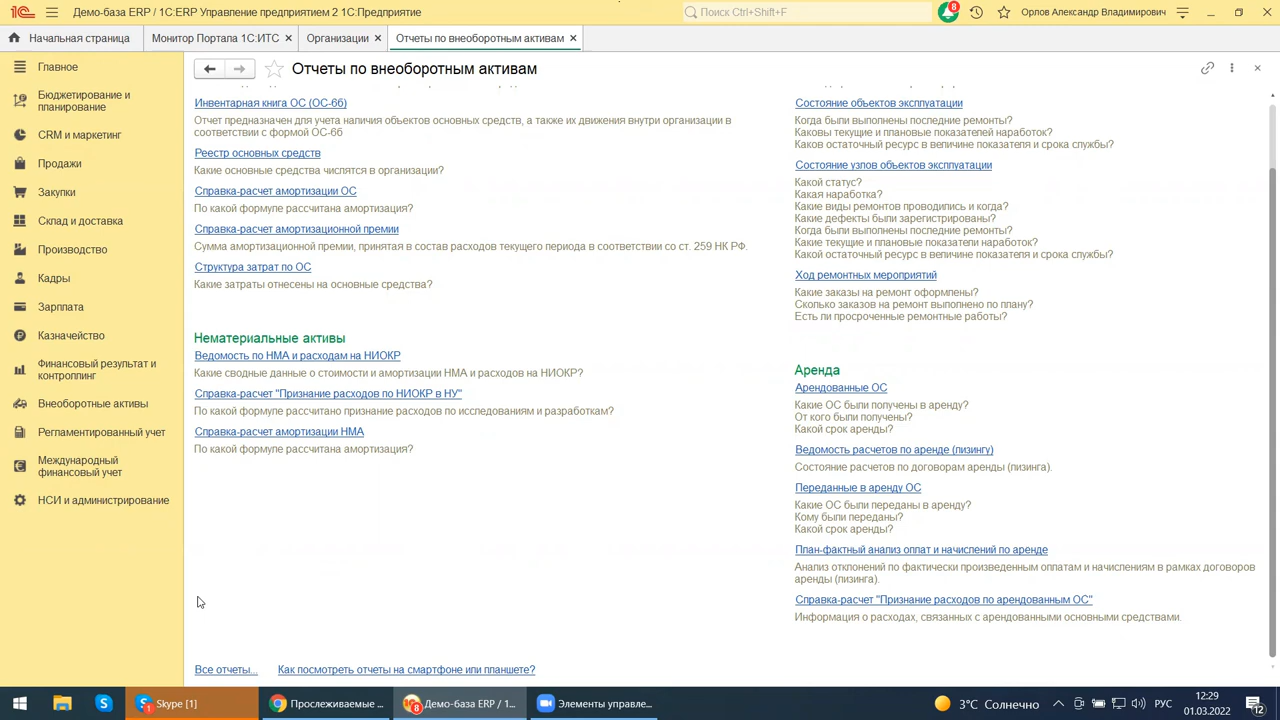 Демо-база ERP / 1С:ERP Управление предприятием 2 1С:Предприятие
Поиск Ctrl+Shift+F
8
Орлов Александр Владимирович
Начальная страница
Монитор Портала 1С:ИТС
Организации
Отчеты по внеоборотным активам
Отчеты по внеоборотным активам
Главное
Бюджетирование и
планирование
CRM и маркетинг
Продажи
Закупки
Склад и доставка
Производство
Кадры
Зарплата
Казначейство
Финансовый результат и
контроллинг
Внеоборотные активы
Регламентированный учет
Международный
финансовый учет
НСИ и администрирование
Инвентарная книга ОС (ОС-6б)
Отчет предназначен для учета наличия объектов основных средств, а также их движения внутри организации в
соответствии с формой ОС-6б
Реестр основных средств
Какие основные средства числятся в организации?
Справка-расчет амортизации ОС
По какой формуле рассчитана амортизация?
Справка-расчет амортизационной премии
Сумма амортизационной премии, принятая в состав расходов текущего периода в соответствии со ст. 259 НК РФ.
Структура затрат по ОС
Какие затраты отнесены на основные средства?
Нематериальные активы
Ведомость по НМА и расходам на НИОКР
Какие сводные данные о стоимости и амортизации НМА и расходов на НИОКР?
Справка-расчет "Признание расходов по НИОКР в НУ"
По какой формуле рассчитано признание расходов по исследованиям и разработкам?
Справка-расчет амортизации НМА
По какой формуле рассчитана амортизация?
Все отчеты...
Как посмотреть отчеты на смартфоне или планшете?
Состояние объектов эксплуатации
Когда были выполнены последние ремонты?
Каковы текущие и плановые показателей наработок?
Каков остаточный ресурс в величине показателя и срока службы?
Состояние узлов объектов эксплуатации
Какой статус?
Какая наработка?
Какие виды ремонтов проводились и когда?
Какие дефекты были зарегистрированы?
Когда были выполнены последние ремонты?
Какие текущие и плановые показатели наработок?
Какой остаточный ресурс в величине показателя и срока службы?
Ход ремонтных мероприятий
Какие заказы на ремонт оформлены?
Сколько заказов на ремонт выполнено по плану?
Есть ли просроченные ремонтные работы?
Аренда
Арендованные ОС
Какие ОС были получены в аренду?
От кого были получены?
Какой срок аренды?
Ведомость расчетов по аренде (лизингу)
Состояние расчетов по договорам аренды (лизинга).
Переданные в аренду ОС
Какие ОС были переданы в аренду?
Кому были переданы?
Какой срок аренды?
План-фактный анализ оплат и начислений по аренде
Анализ отклонений по фактически произведенным оплатам и начислениям в рамках договоров
аренды (лизинга).
Справка-расчет "Признание расходов по арендованным ОС"
Информация о расходах, связанных с арендованными основными средствами.
Skype [1]
Прослеживаемые ...
Демо-база ERP / 1...
Элементы управле...
3°C Солнечно
РУС
12:29
01.03.2022